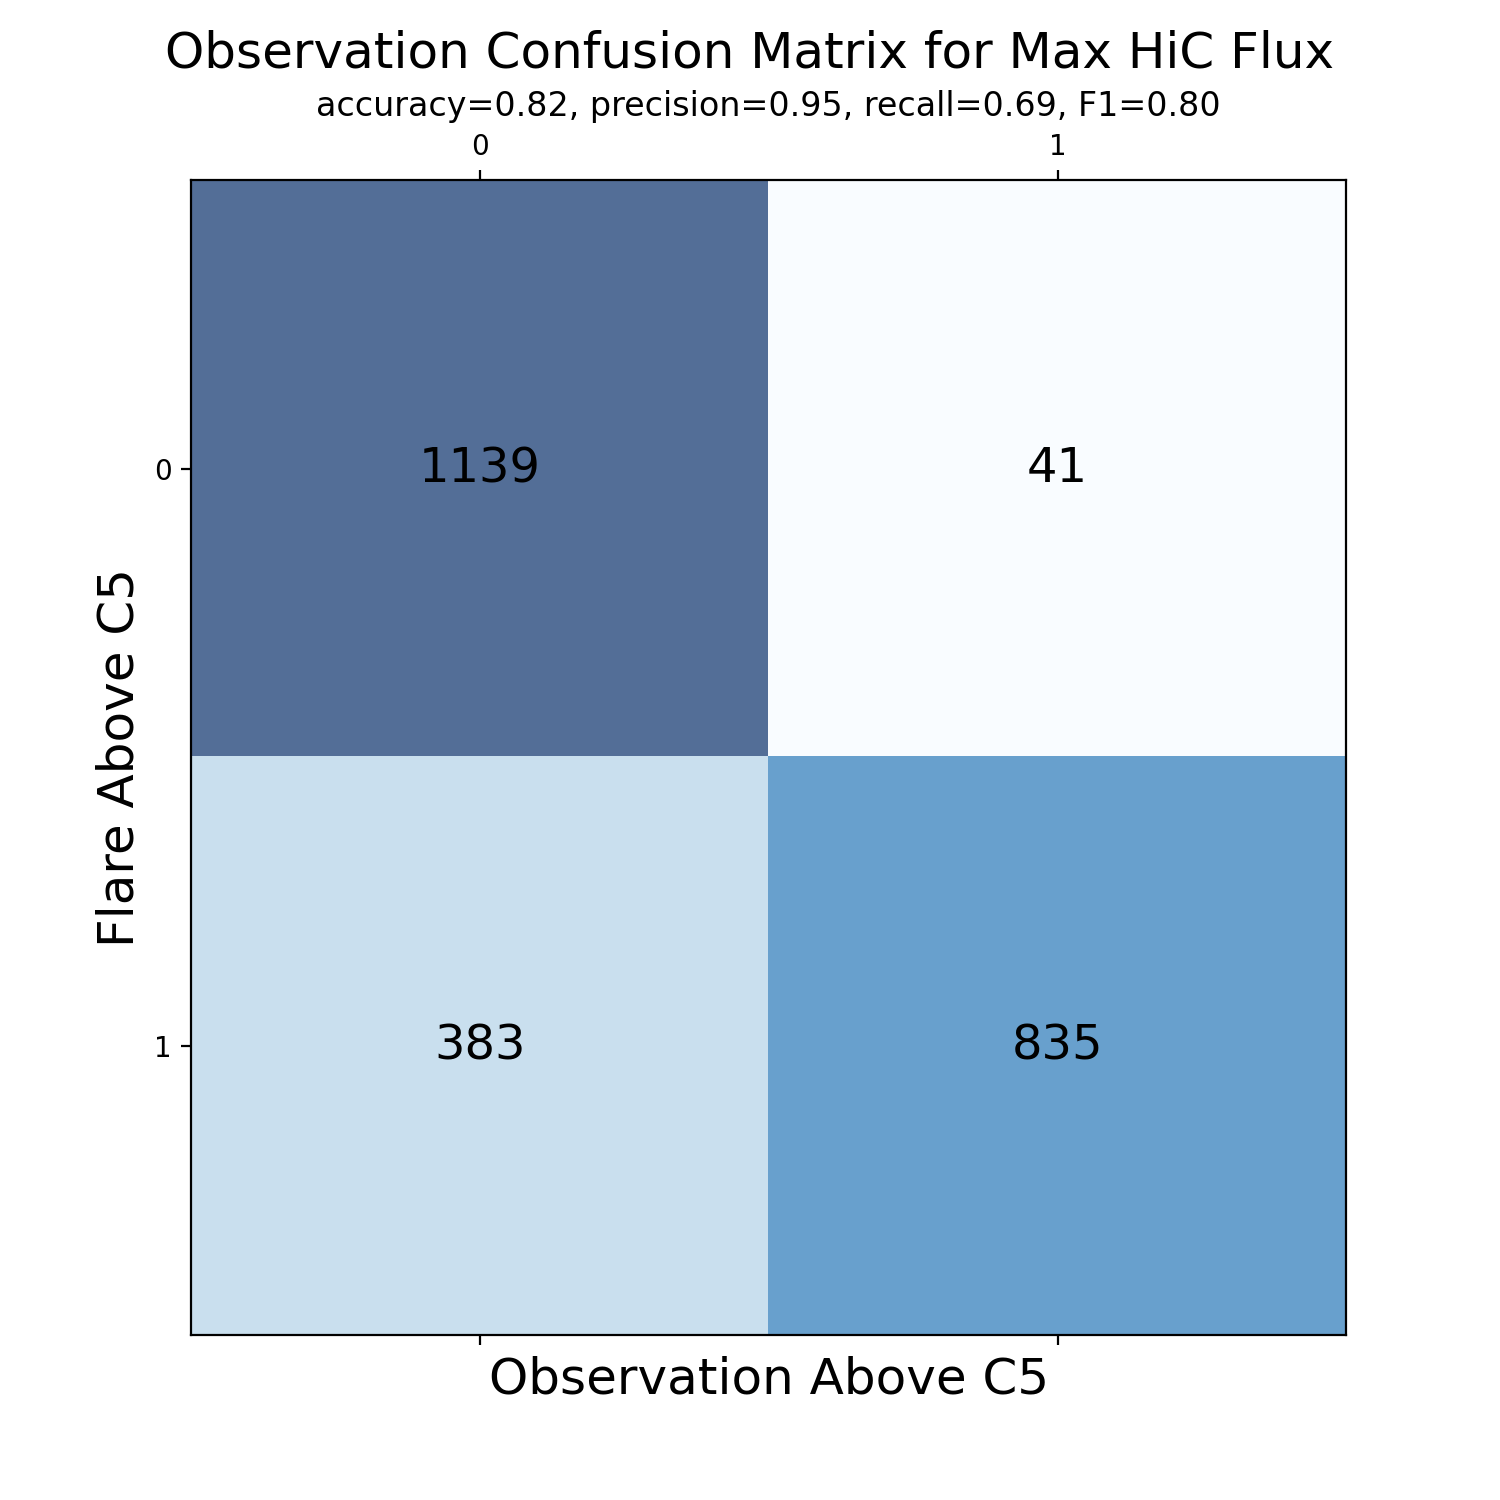 Observation Confusion Matrix for Max HiC Flux
accuracy=0.82, precision=0.95, recall=0.69, F1=0.80
0 1
0 1139 41
Flare Above C5
1 383 835
Observation Above C5